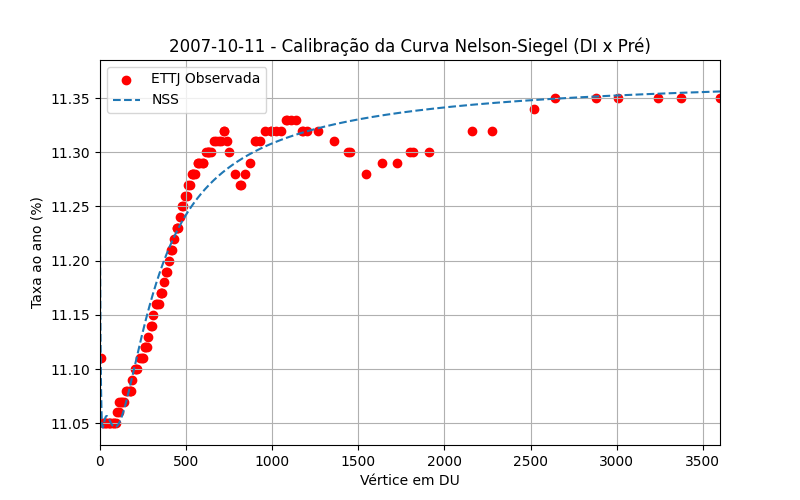 2007-10-11 - Calibração da Curva Nelson-Siegel (DI x Pré)
ETTJ Observada
NSS
Taxa ao ano (%)
11.35
11.30
11.25
11.20
11.15
11.10
11.05
0 500 1000 1500 2000 2500 3000 3500
Vértice em DU